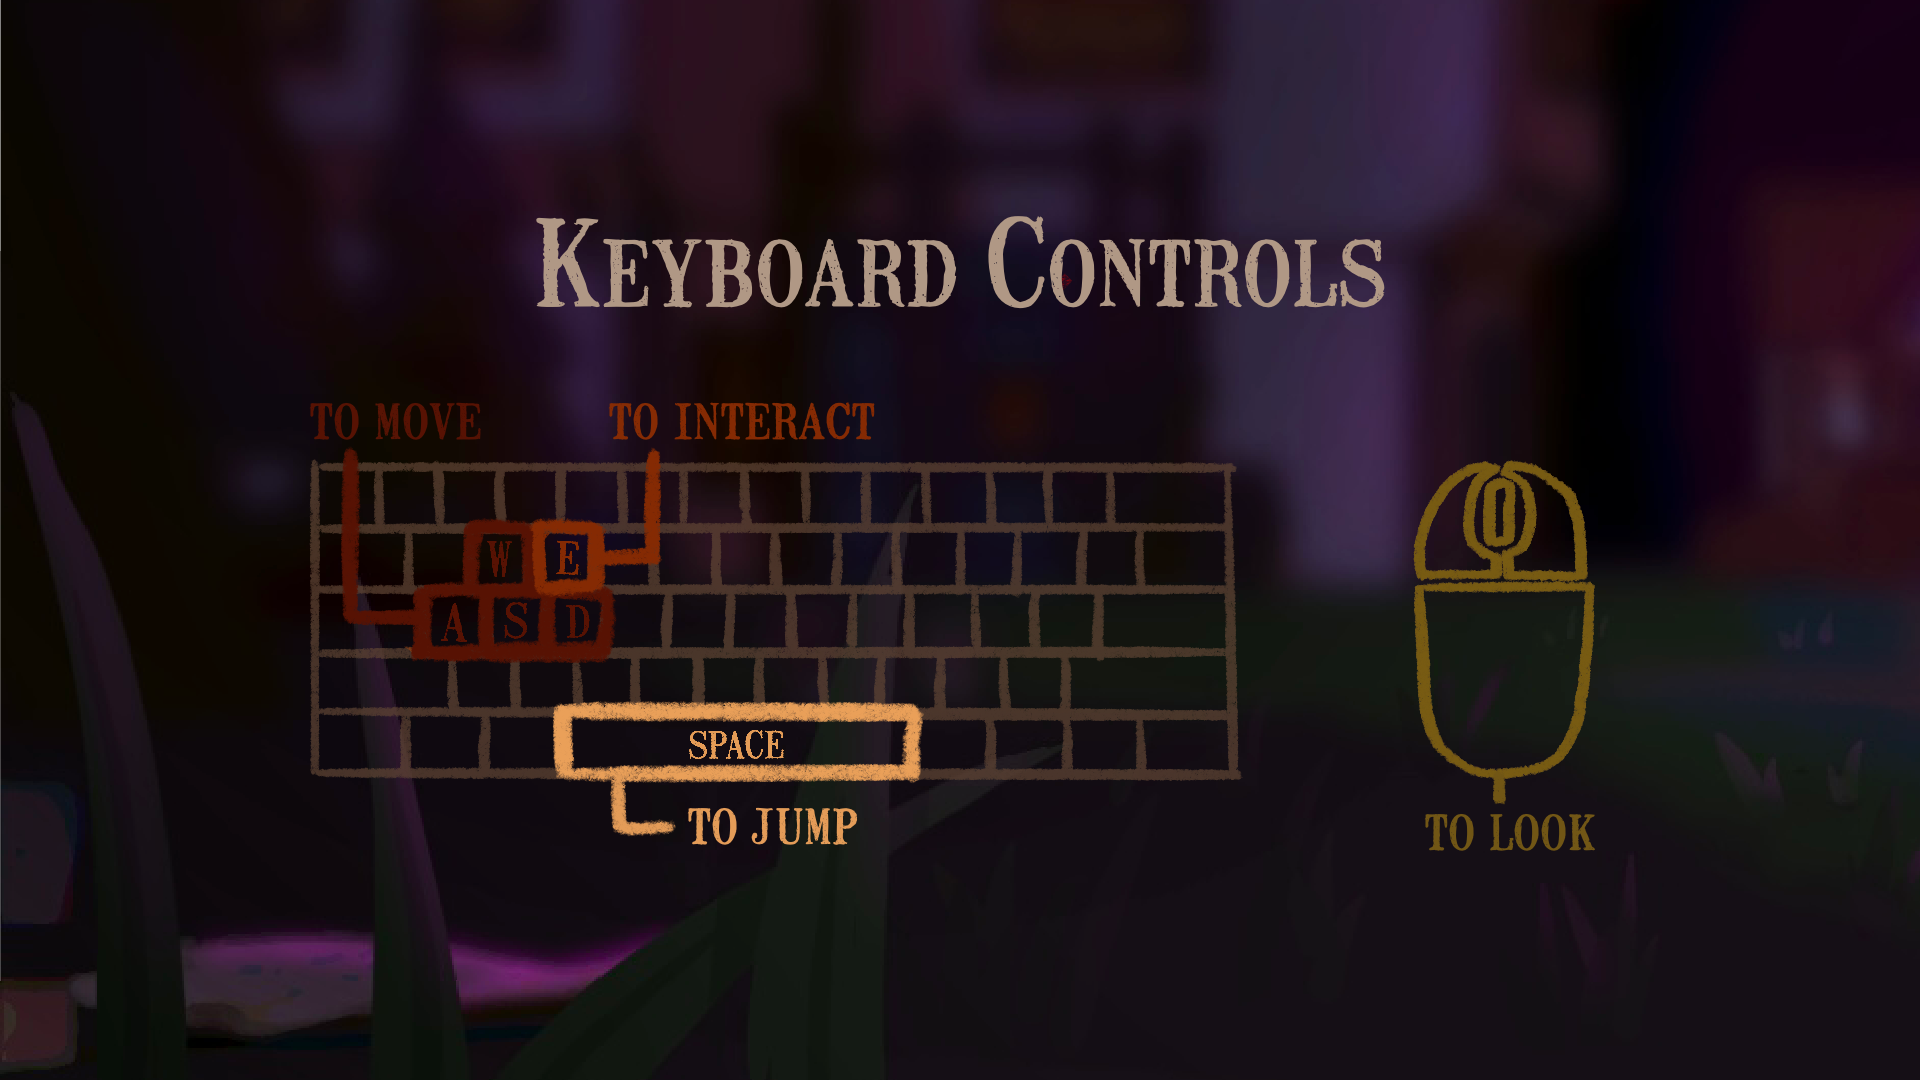 KEYBOARD CONTROLS
TO MOVE
TO INTERACT
W
E
A
S
D
SPACE
TO JUMP
TO LOOK